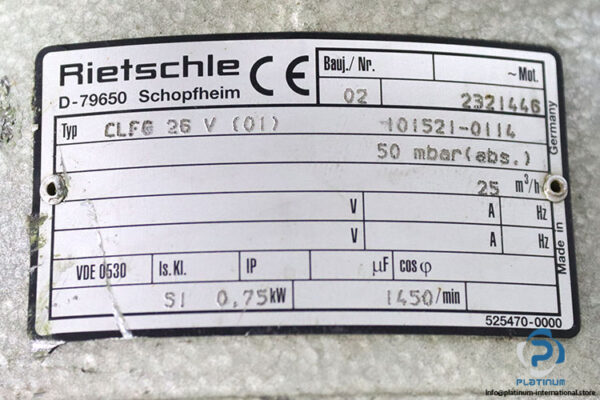 Rietschle CE Bauj./ Nr. ~Mot.
D-79650 Schopfheim 02 2321446
Typ CLFG 26 V (01) 101521-0114
50 mbar(abs.)
25 m³/h
V A Hz
V A Hz
VDE 0530 Is. Kl. IP µF cos φ
S1 0,75kW 1450/min
525470-0000
Made in Germany
PLATINUM
info@platinum-international.store